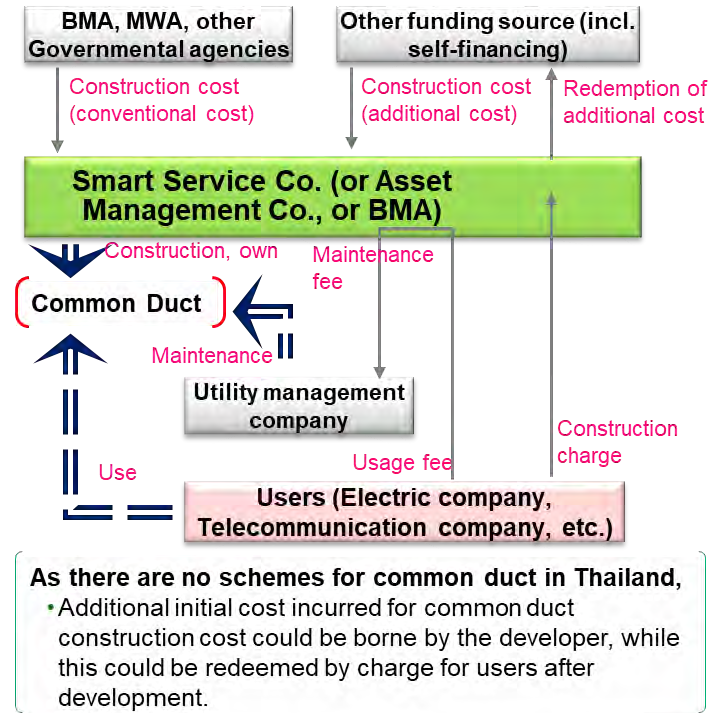 BMA, MWA, other
Governmental agencies
Other funding source (incl.
self-financing)
Construction cost
(conventional cost)
Construction cost
(additional cost)
Redemption of
additional cost
Smart Service Co. (or Asset
Management Co., or BMA)
Construction, own
Maintenance
fee
Common Duct
Maintenance
Utility management
company
Construction
charge
Usage fee
Use
Users (Electric company,
Telecommunication company, etc.)
As there are no schemes for common duct in Thailand,
•Additional initial cost incurred for common duct
construction cost could be borne by the developer, while
this could be redeemed by charge for users after
development.